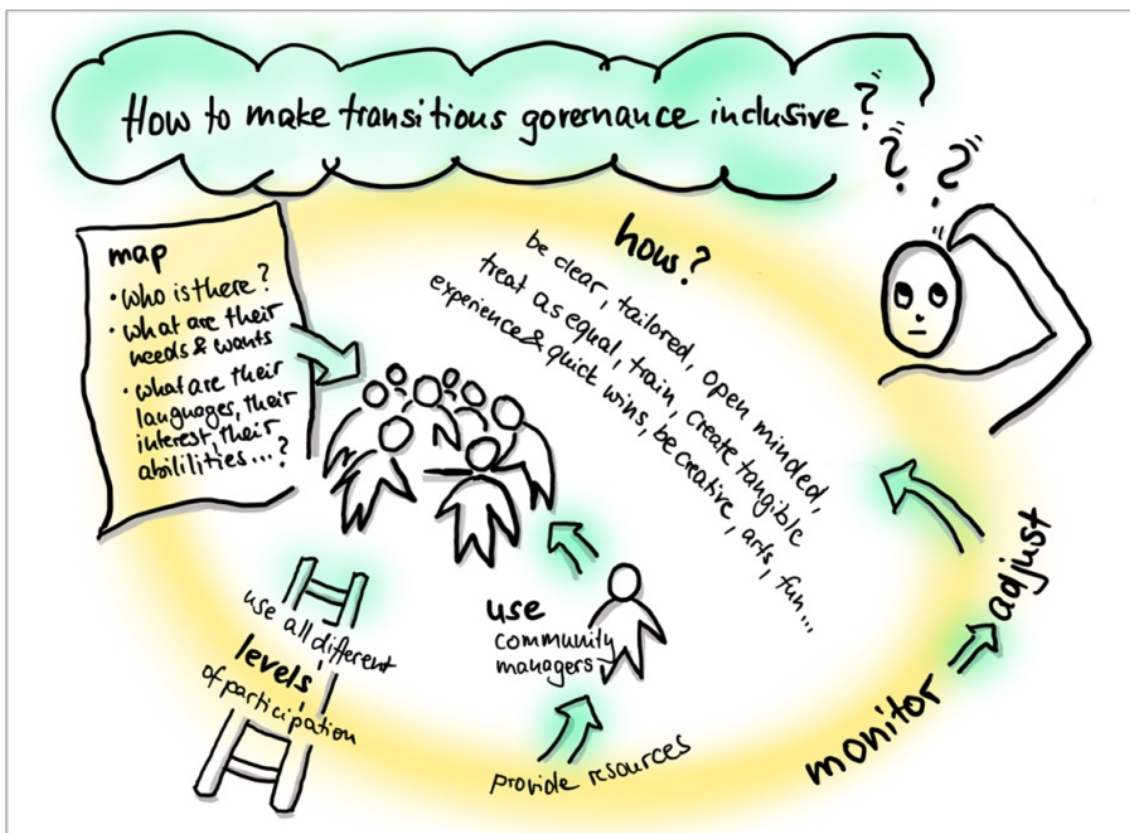 How to make transitious governance inclusive?
? ?
map
• who is there?
• what are their
needs & wants
• what are their
languages, their
interest, their
abililities...?
how?
be clear, tailored, open minded,
treat as equal, train, create tangible
experience & quick wins, be creative, arts, fun...
use all different
levels
of participation
use
community
managers
provide resources
monitor
adjust